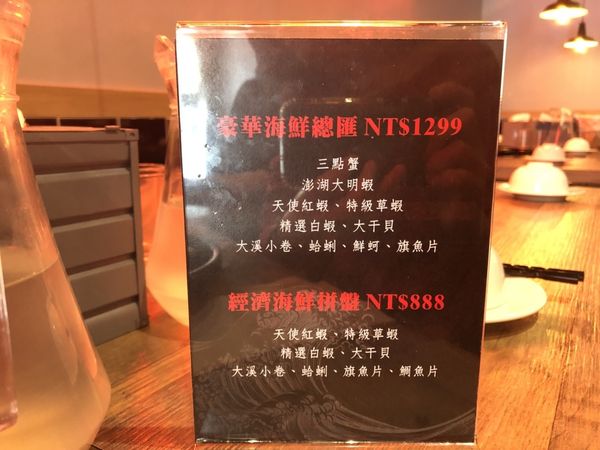 豪華海鮮總匯 NT$1299
三點蟹
澎湖大明蝦
天使紅蝦、特級草蝦
精選白蝦、大干貝
大溪小卷、蛤蜊、鮮蚵、旗魚片
經濟海鮮拼盤 NT$888
天使紅蝦、特級草蝦
精選白蝦、大干貝
大溪小卷、蛤蜊、旗魚片、鯛魚片